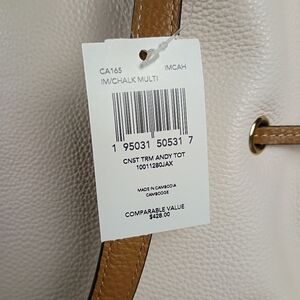 CA165 IMCAH
IM/CHALK MULTI
1 95031 50531 7
CNST TRM ANDY TOT
10011280JAX
MADE IN CAMBODIA
CAMBODGE
COMPARABLE VALUE
$428.00